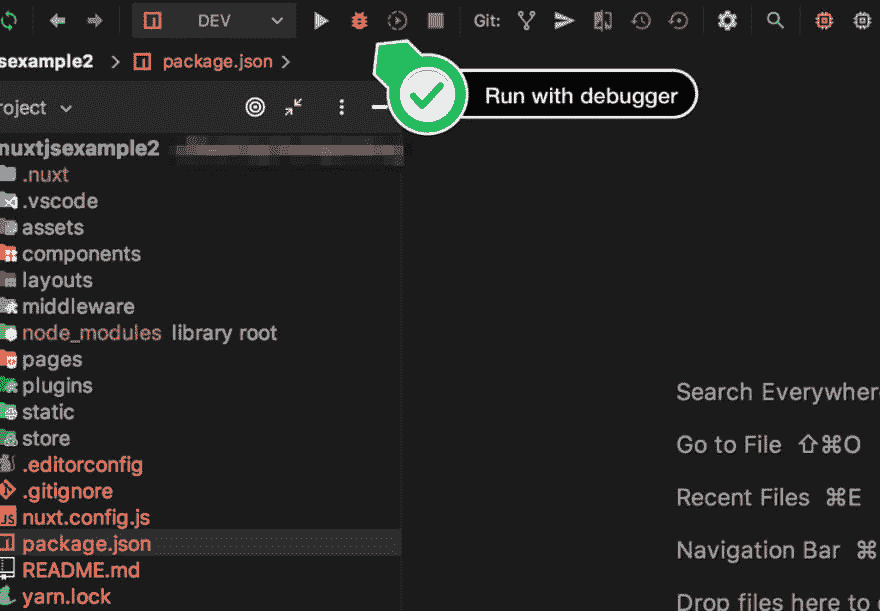 DEV
Git:
sexample2 > package.json >
Run with debugger
roject
nuxtjsexample2
.nuxt
.vscode
assets
components
layouts
middleware
node_modules library root
pages
plugins
static
store
.editorconfig
.gitignore
JS nuxt.config.js
package.json
README.md
yarn.lock
Search Everywher
Go to File ⇧⌘O
Recent Files ⌘E
Navigation Bar ⌘
Drop files here to